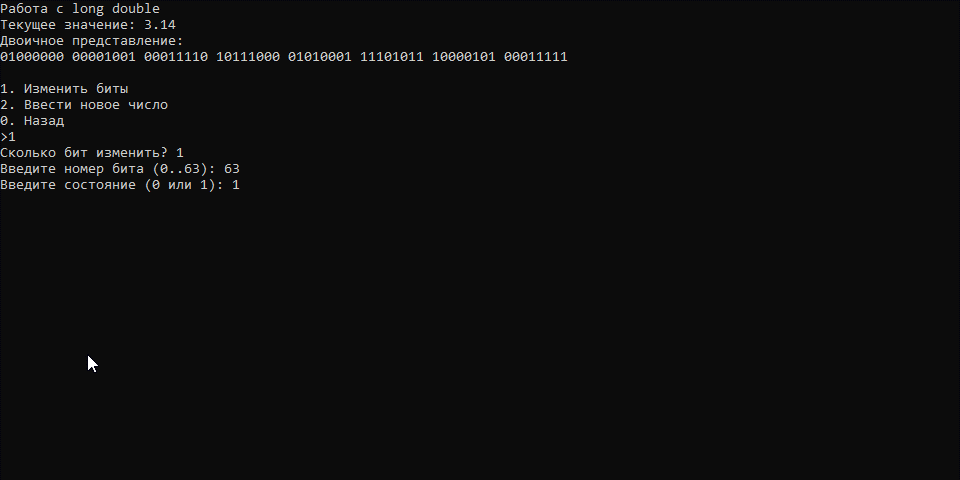 Работа с long double
Текущее значение: 3.14
Двоичное представление:
01000000 00001001 00011110 10111000 01010001 11101011 10000101 00011111
1. Изменить биты
2. Ввести новое число
0. Назад
>1
Сколько бит изменить? 1
Введите номер бита (0..63): 63
Введите состояние (0 или 1): 1